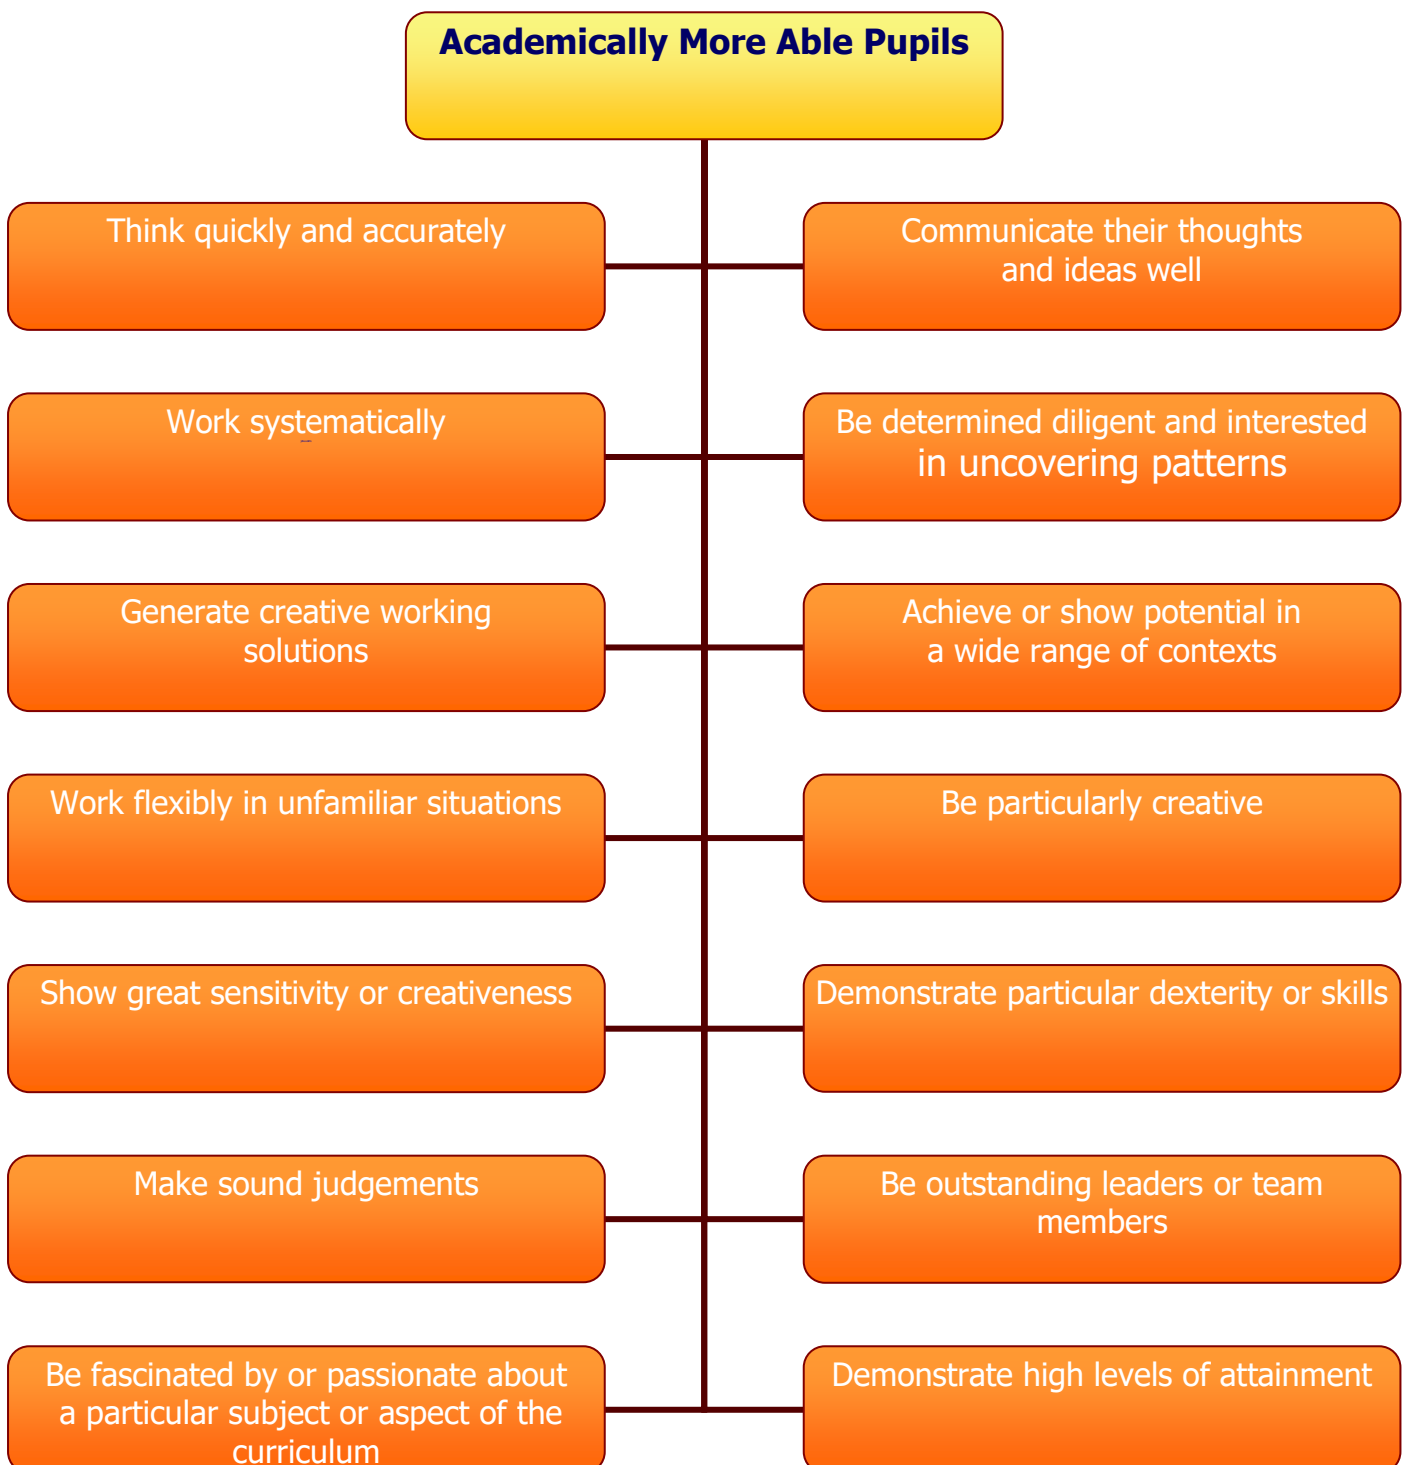 Academically More Able Pupils
Think quickly and accurately
Communicate their thoughts
and ideas well
Work systematically
Be determined diligent and interested
in uncovering patterns
Generate creative working
solutions
Achieve or show potential in
a wide range of contexts
Work flexibly in unfamiliar situations
Be particularly creative
Show great sensitivity or creativeness
Demonstrate particular dexterity or skills
Make sound judgements
Be outstanding leaders or team
members
Be fascinated by or passionate about
a particular subject or aspect of the
curriculum
Demonstrate high levels of attainment